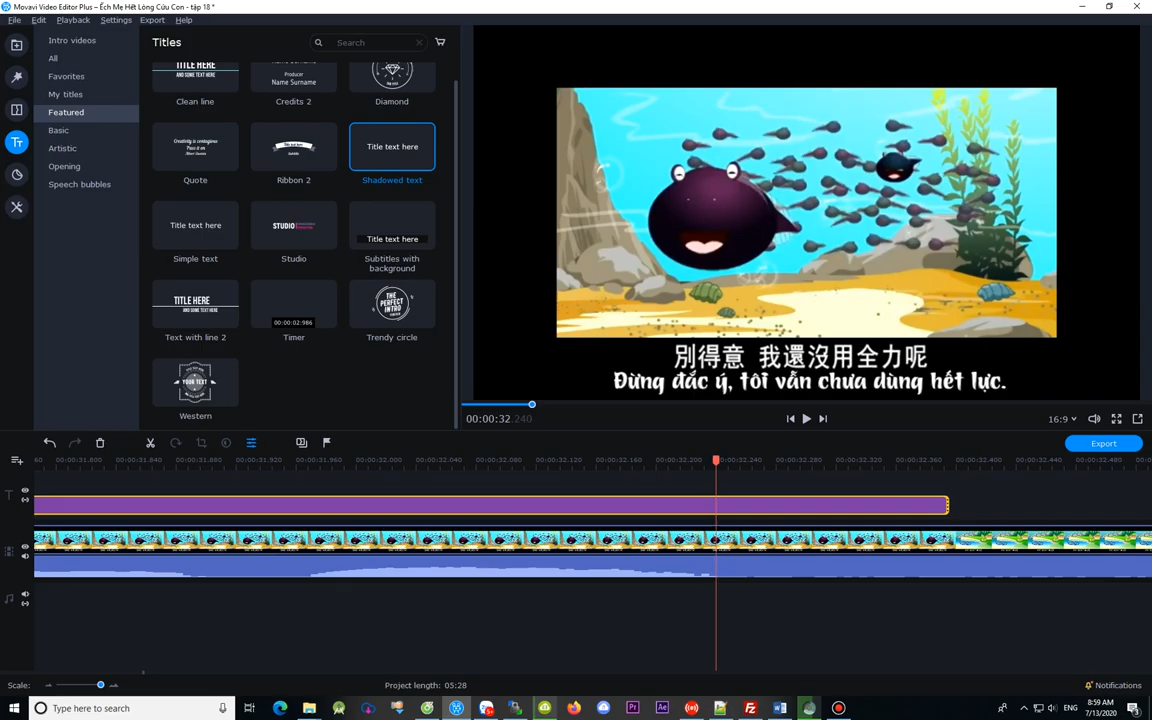 Movavi Video Editor Plus – Ếch Mẹ Hết Lòng Cứu Con - tập 18 *
File Edit Playback Settings Export Help
Intro videos
All
Favorites
My titles
Featured
Basic
Artistic
Opening
Speech bubbles
Titles
Search
TITLE HERE
AND SOME TEXT HERE
Producer
Name Surname
Clean line
Credits 2
Diamond
Title text here
Quote
Ribbon 2
Shadowed text
Title text here
STUDIO
Title text here
Simple text
Studio
Subtitles with
background
TITLE HERE
AND SOME TEXT HERE
00:00:02.986
THE
PERFECT
INTRO
Text with line 2
Timer
Trendy circle
YOUR TEXT
Western
別得意 我還沒用全力呢
Đừng đắc ý, tôi vẫn chưa dùng hết lực.
00:00:32.240
16:9
Export
00:00:31.800 00:00:31.840 00:00:31.880 00:00:31.920 00:00:31.960 00:00:32.000 00:00:32.040 00:00:32.080 00:00:32.120 00:00:32.160 00:00:32.200 00:00:32.240 00:00:32.280 00:00:32.320 00:00:32.360 00:00:32.400 00:00:32.440 00:00:32.480
Scale:
Project length: 05:28
Notifications
Type here to search
ENG
8:59 AM
7/13/2020